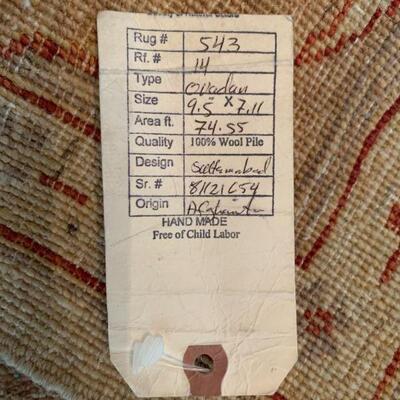 Rug # 543
Rf. # 14
Type Ovadan
Size 9.5 x 7.11
Area ft. 74.55
Quality 100% Wool Pile
Design
Sr. # 81121654
Origin
HAND MADE
Free of Child Labor